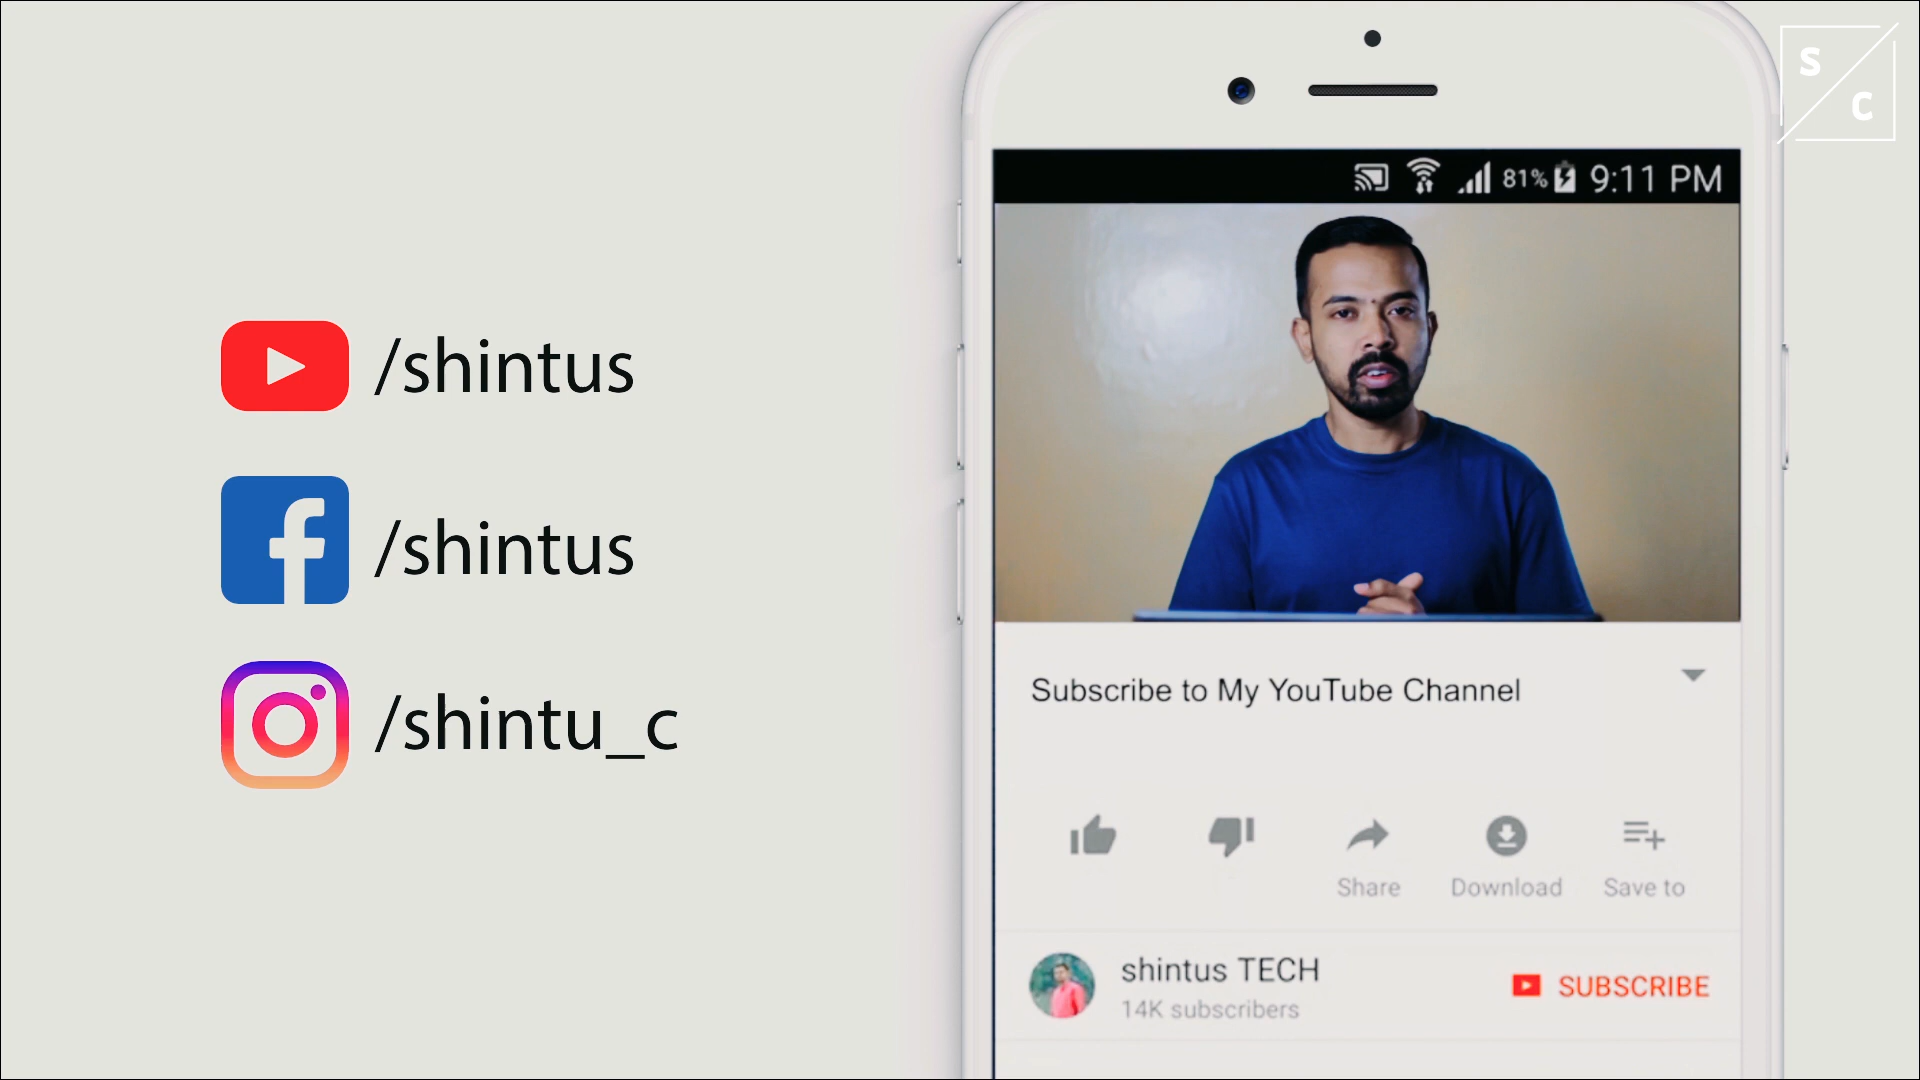 /shintus
/shintus
/shintu_c
S
C
81% 9:11 PM
Subscribe to My YouTube Channel
Share Download Save to
shintus TECH
14K subscribers
SUBSCRIBE